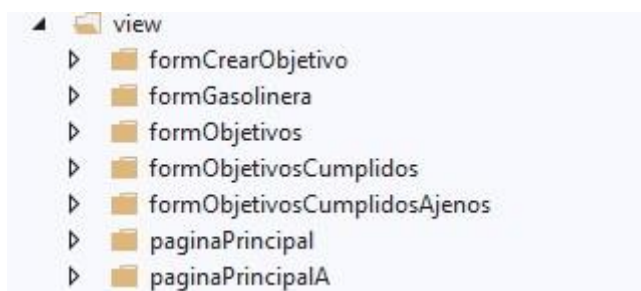 view
formCrearObjetivo
formGasolinera
formObjetivos
formObjetivosCumplidos
formObjetivosCumplidosAjenos
paginaPrincipal
paginaPrincipalA